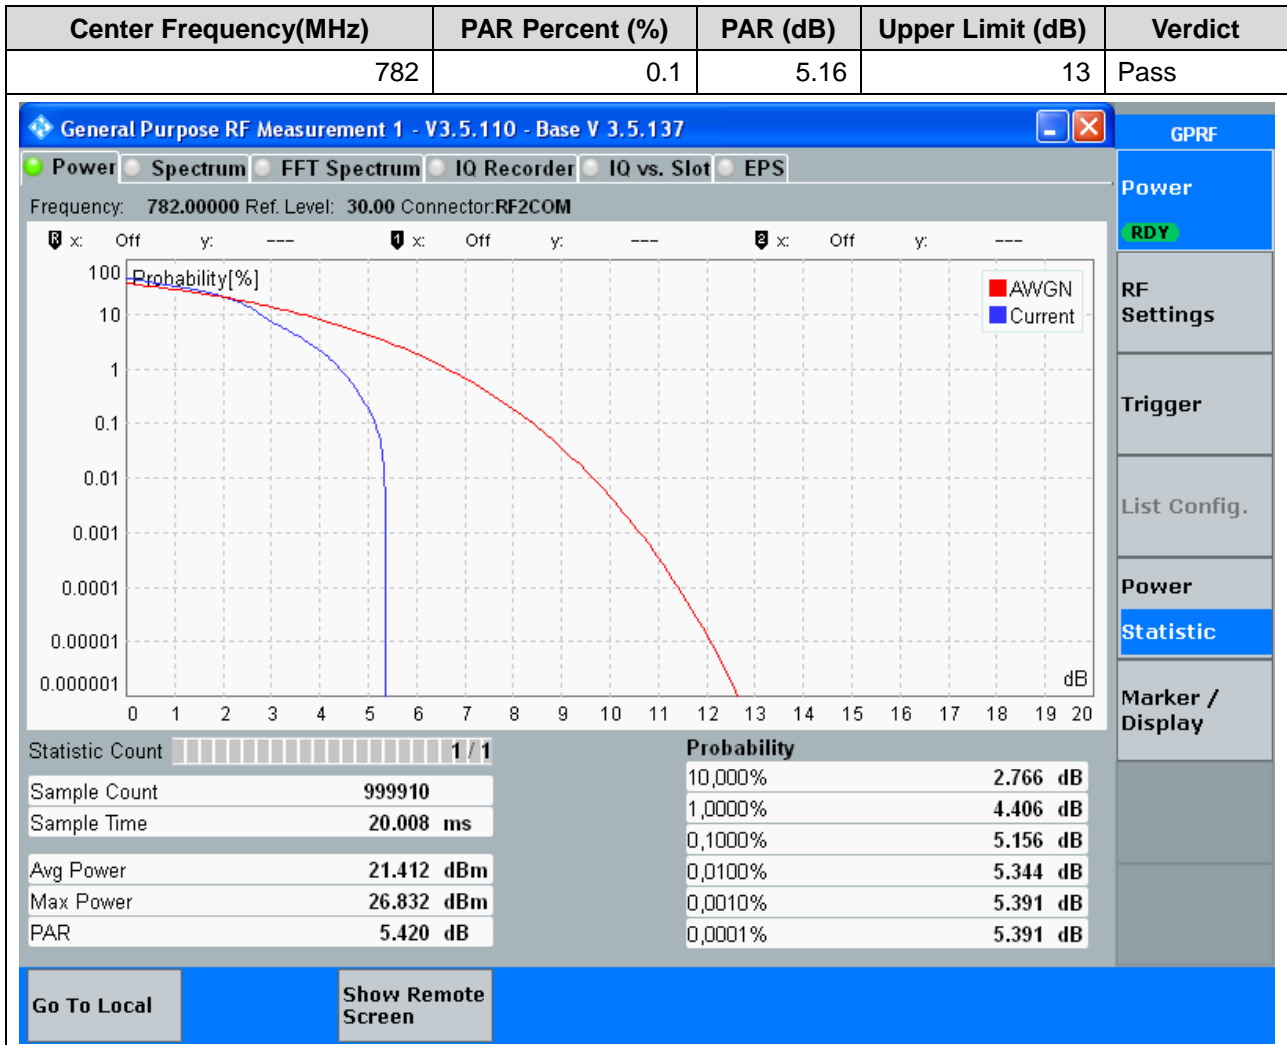 Center Frequency(MHz) PAR Percent (%) PAR (dB) Upper Limit (dB) Verdict
782 0.1 5.16 13 Pass
General Purpose RF Measurement 1 - V3.5.110 - Base V 3.5.137
GPRF
Power Spectrum FFT Spectrum IQ Recorder IQ vs. Slot EPS
Power
RDY
Frequency: 782.00000 Ref. Level: 30.00 Connector:RF2COM
R x: Off y: --- 1 x: Off y: --- 2 x: Off y: ---
Probability[%]
AWGN
Current
100
10
1
0.1
0.01
0.001
0.0001
0.00001
0.000001
dB
0 1 2 3 4 5 6 7 8 9 10 11 12 13 14 15 16 17 18 19 20
RF
Settings
Trigger
List Config.
Power
Statistic
Marker /
Display
Statistic Count 1 / 1
Sample Count 999910
Sample Time 20.008 ms
Avg Power 21.412 dBm
Max Power 26.832 dBm
PAR 5.420 dB
Probability
10,000% 2.766 dB
1,0000% 4.406 dB
0,1000% 5.156 dB
0,0100% 5.344 dB
0,0010% 5.391 dB
0,0001% 5.391 dB
Go To Local
Show Remote
Screen